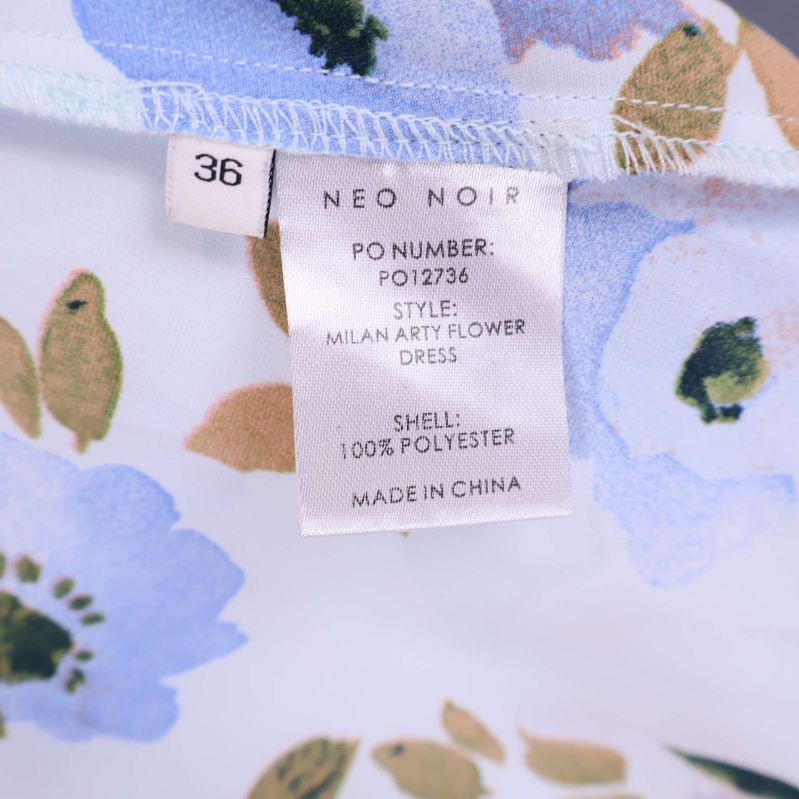 36
NEO NOIR
PO NUMBER:
PO12736
STYLE:
MILAN ARTY FLOWER
DRESS
SHELL:
100% POLYESTER
MADE IN CHINA